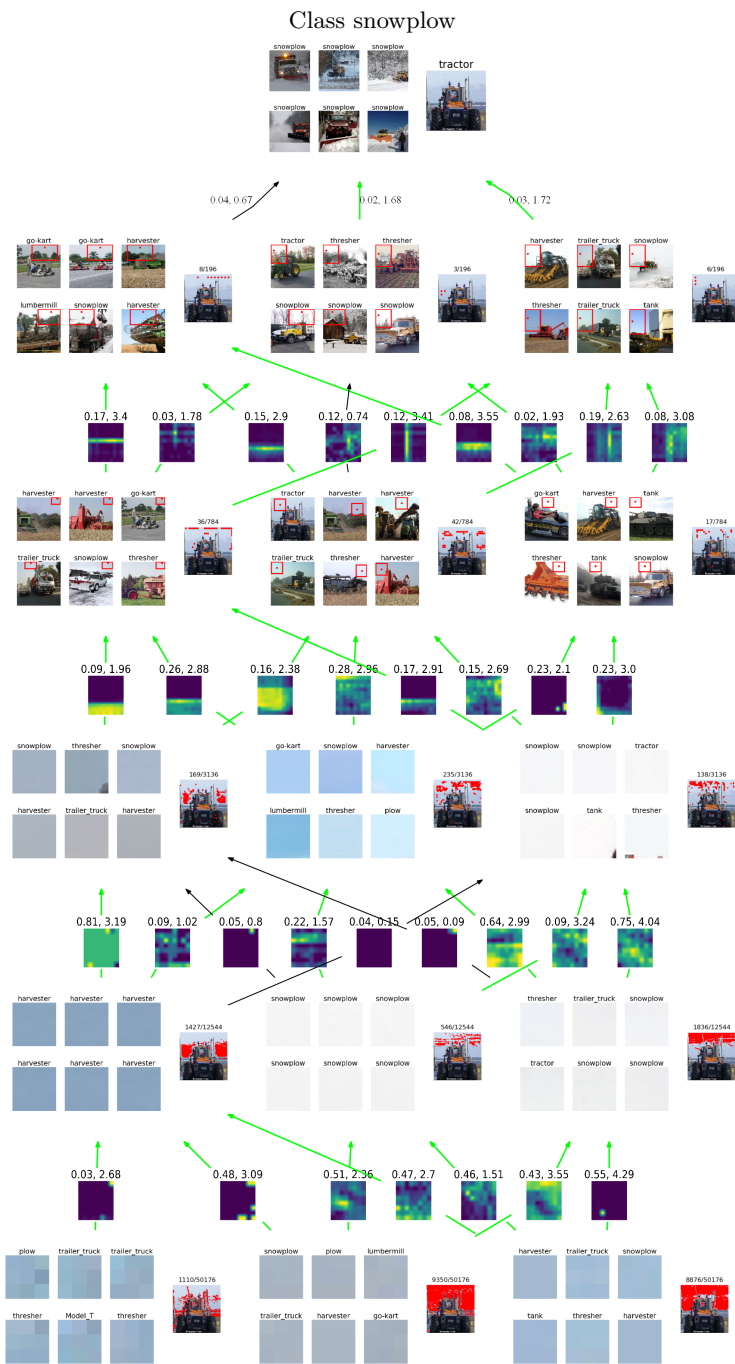 Class snowplow
snowplow snowplow snowplow
tractor
snowplow snowplow snowplow
0.04, 0.67 0.02, 1.68 0.03, 1.72
go-kart go-kart harvester tractor thresher thresher harvester trailer_truck snowplow
8/196 3/196 6/196
lumbermill snowplow harvester snowplow snowplow snowplow thresher trailer_truck tank
0.17, 3.4 0.03, 1.78 0.15, 2.9 0.12, 0.74 0.12, 3.41 0.08, 3.55 0.02, 1.93 0.19, 2.63 0.08, 3.08
harvester harvester go-kart tractor harvester harvester go-kart harvester tank
36/784 42/784 17/784
trailer_truck snowplow thresher trailer_truck thresher harvester thresher tank snowplow
0.09, 1.96 0.26, 2.88 0.16, 2.38 0.28, 2.96 0.17, 2.91 0.15, 2.69 0.23, 2.1 0.23, 3.0
snowplow thresher snowplow go-kart snowplow harvester snowplow snowplow tractor
169/3136 235/3136 138/3136
harvester trailer_truck harvester lumbermill thresher plow snowplow tank thresher
0.81, 3.19 0.09, 1.02 0.05, 0.8 0.22, 1.57 0.04, 0.15 0.05, 0.09 0.64, 2.99 0.09, 3.24 0.75, 4.04
harvester harvester harvester snowplow snowplow snowplow thresher trailer_truck snowplow
1427/12544 546/12544 1836/12544
harvester harvester harvester snowplow snowplow snowplow tractor snowplow snowplow
0.03, 2.68 0.48, 3.09 0.51, 2.36 0.47, 2.7 0.46, 1.51 0.43, 3.55 0.55, 4.29
plow trailer_truck trailer_truck snowplow plow lumbermill harvester trailer_truck snowplow
1110/50176 9350/50176 8876/50176
thresher Model_T thresher trailer_truck harvester go-kart tank thresher harvester